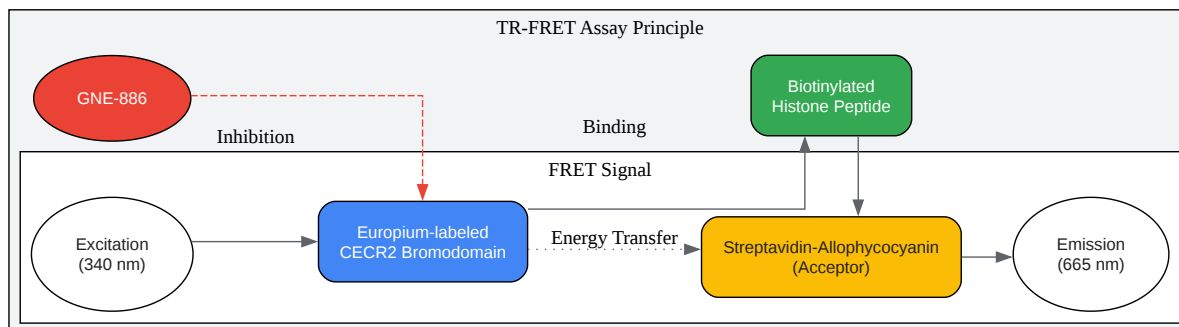 TR-FRET Assay Principle
GNE-886
Biotinylated
Histone Peptide
Inhibition
Binding
FRET Signal
Excitation
(340 nm)
Europium-labeled
CECR2 Bromodomain
Energy Transfer
Streptavidin-Allophycocyanin
(Acceptor)
Emission
(665 nm)